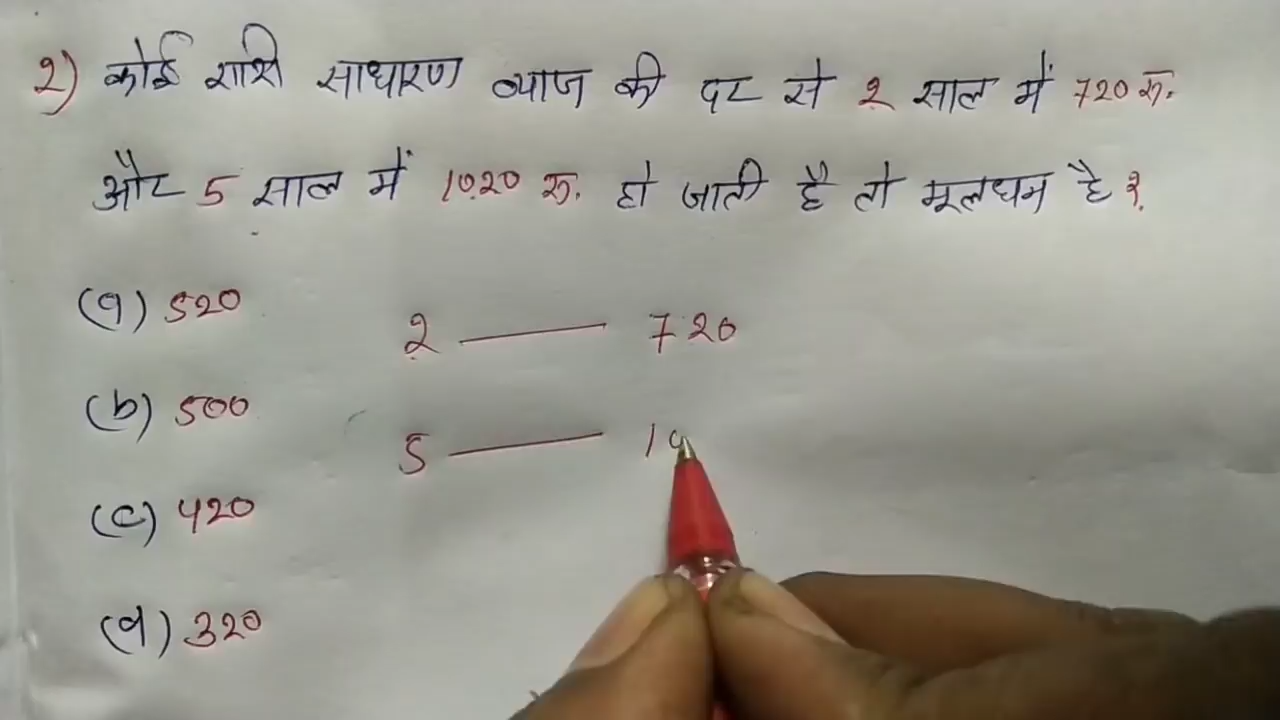 2) कोई राशि साधारण ब्याज की दर से 2 साल में 720 रु.
और 5 साल में 1020 रु. हो जाती है तो मूलधन है ?
(a) 520
(b) 500
(c) 420
(d) 320
2 — 720
5 — 10